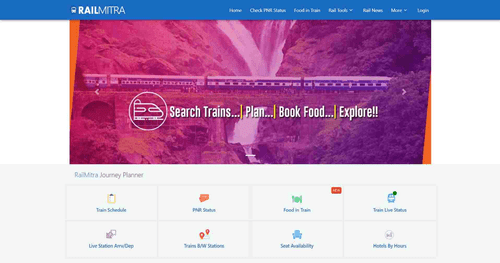 RAILMITRA
Home Check PNR Status Food in Train Rail Tools Rail News More Login
Search Trains...| Plan...| Book Food...| Explore!!
RailMitra Journey Planner
NEW
Train Schedule PNR Status Food in Train Train Live Status
Live Station Arrv/Dep Trains B/W Stations Seat Availability Hotels By Hours